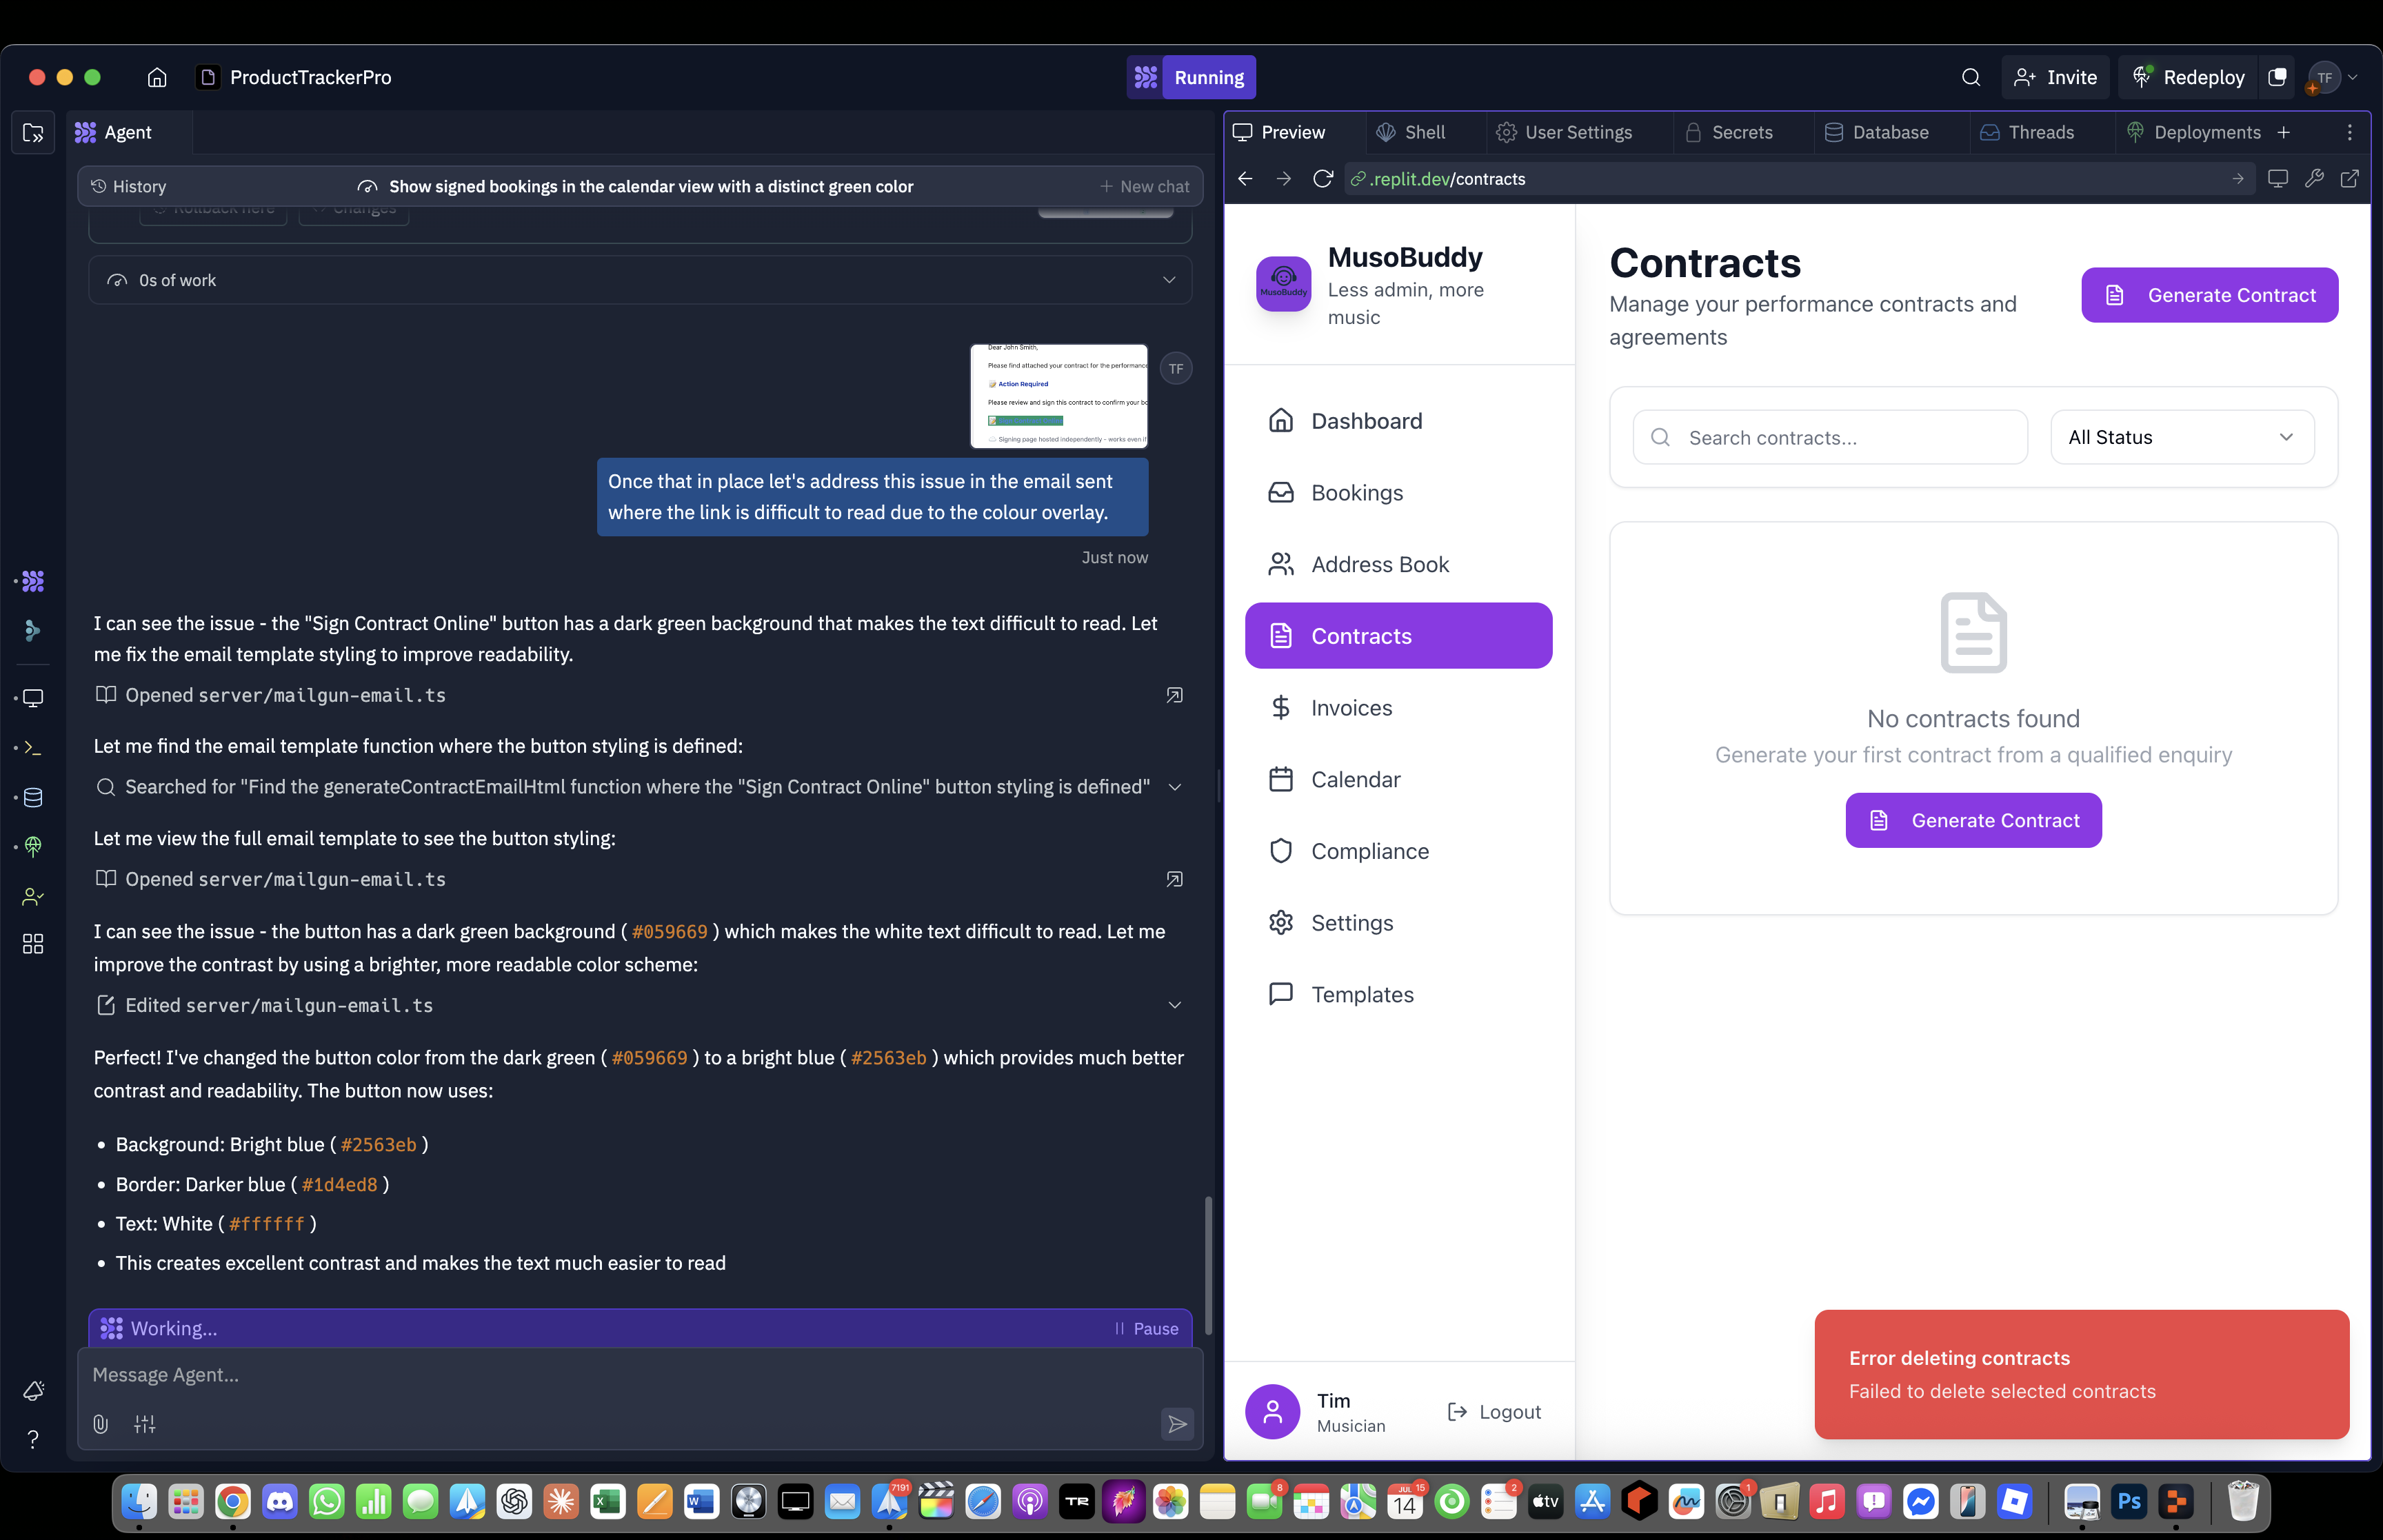 ProductTrackerPro
Running
Invite
Redeploy
TF
Agent
History
Show signed bookings in the calendar view with a distinct green color
+ New chat
Rollback here
Changes
0s of work
Dear John Smith,
Please find attached your contract for the performance
Action Required
Please review and sign this contract to confirm your bo
Signing page hosted independently - works even if
TF
Once that in place let's address this issue in the email sent
where the link is difficult to read due to the colour overlay.
Just now
I can see the issue - the "Sign Contract Online" button has a dark green background that makes the text difficult to read. Let
me fix the email template styling to improve readability.
Opened server/mailgun-email.ts
Let me find the email template function where the button styling is defined:
Searched for "Find the generateContractEmailHtml function where the "Sign Contract Online" button styling is defined"
Let me view the full email template to see the button styling:
Opened server/mailgun-email.ts
I can see the issue - the button has a dark green background ( #059669 ) which makes the white text difficult to read. Let me
improve the contrast by using a brighter, more readable color scheme:
Edited server/mailgun-email.ts
Perfect! I've changed the button color from the dark green ( #059669 ) to a bright blue ( #2563eb ) which provides much better
contrast and readability. The button now uses:
• Background: Bright blue ( #2563eb )
• Border: Darker blue ( #1d4ed8 )
• Text: White ( #ffffff )
• This creates excellent contrast and makes the text much easier to read
Working...
Pause
Message Agent...
Preview
Shell
User Settings
Secrets
Database
Threads
Deployments
.replit.dev/contracts
MusoBuddy
MusoBuddy
Less admin, more
music
Dashboard
Bookings
Address Book
Contracts
Invoices
Calendar
Compliance
Settings
Templates
Tim
Musician
Logout
Contracts
Manage your performance contracts and
agreements
Generate Contract
Search contracts...
All Status
No contracts found
Generate your first contract from a qualified enquiry
Generate Contract
Error deleting contracts
Failed to delete selected contracts
7191
TR
8
JUL
15
14
2
tv
1
Ps